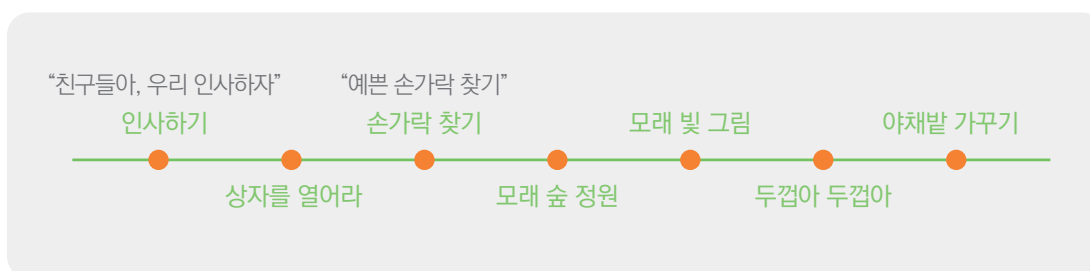 “친구들아, 우리 인사하자” “예쁜 손가락 찾기”
인사하기 손가락 찾기 모래 빛 그림 야채밭 가꾸기
상자를 열어라 모래 숲 정원 두껍아 두껍아